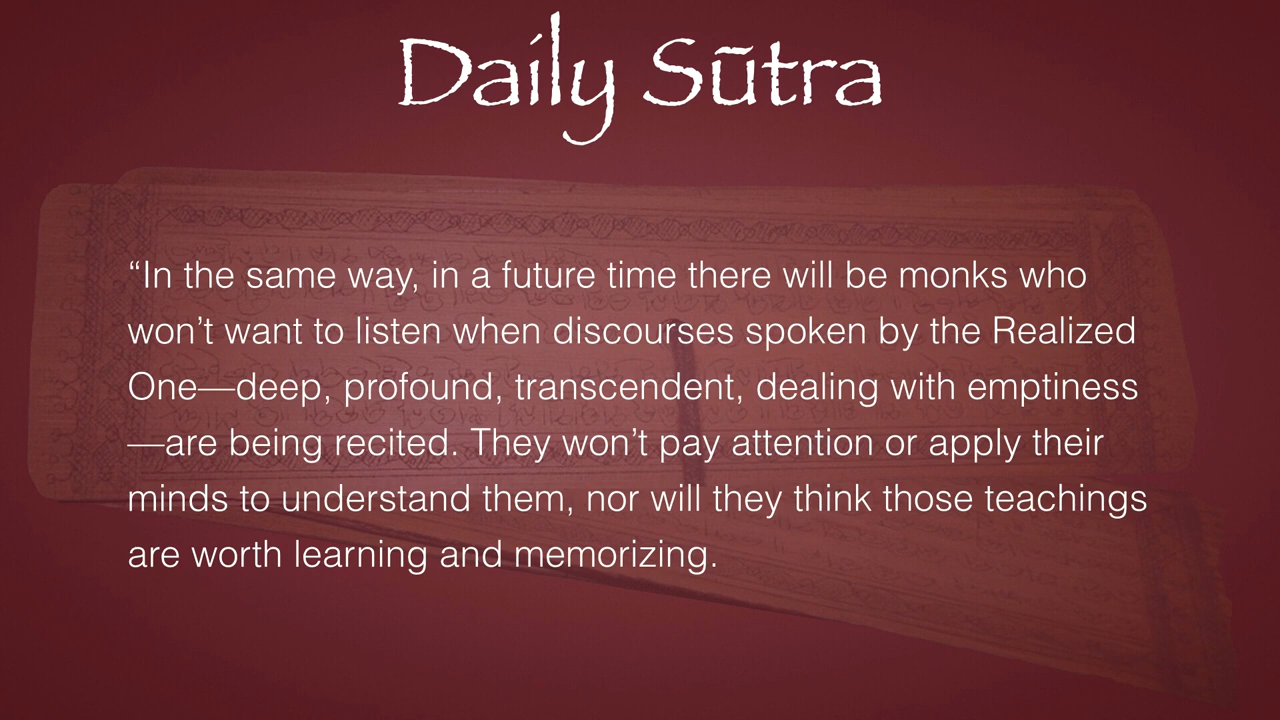 Daily Sūtra
“In the same way, in a future time there will be monks who
won’t want to listen when discourses spoken by the Realized
One—deep, profound, transcendent, dealing with emptiness
—are being recited. They won’t pay attention or apply their
minds to understand them, nor will they think those teachings
are worth learning and memorizing.